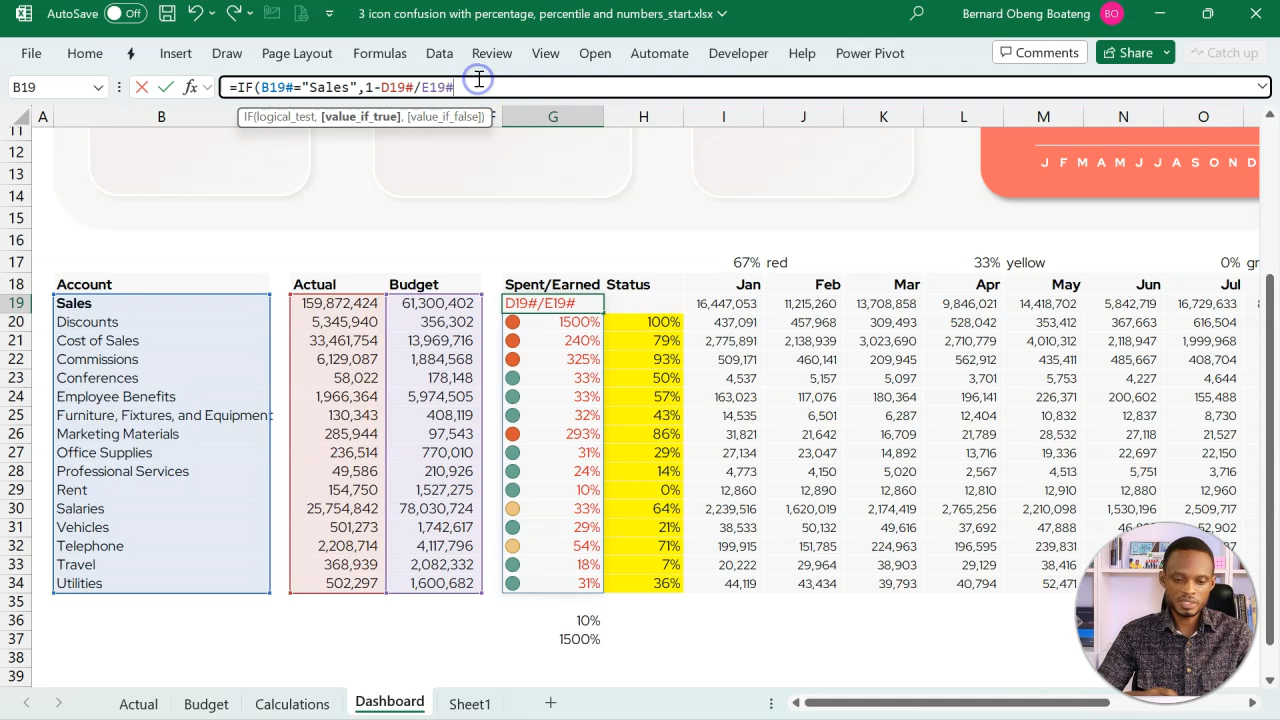 AutoSave Off 3 icon confusion with percentage, percentile and numbers_start.xlsx Bernard Obeng Boateng BO
File Home Insert Draw Page Layout Formulas Data Review View Open Automate Developer Help Power Pivot Comments Share Catch up
B19 fx =IF(B19#="Sales",1-D19#/E19#
IF(logical_test, [value_if_true], [value_if_false])
A B F G H I J K L M N O
11
12
J F M A M J J A S O N D
13
14
15
16
17 67% red 33% yellow 0% gr
18 Account Actual Budget Spent/Earned Status Jan Feb Mar Apr May Jun Jul
19 Sales 159,872,424 61,300,402 D19#/E19# 16,447,053 11,215,260 13,708,858 9,846,021 14,418,702 5,842,719 16,729,633
20 Discounts 5,345,940 356,302 1500% 100% 437,091 457,968 309,493 528,042 353,412 367,663 616,504
21 Cost of Sales 33,461,754 13,969,716 240% 79% 2,775,891 2,138,939 3,023,690 2,710,779 4,010,312 2,118,947 1,999,968
22 Commissions 6,129,087 1,884,568 325% 93% 509,171 460,141 209,945 562,912 435,411 485,667 408,704
23 Conferences 58,022 178,148 33% 50% 4,537 5,157 5,097 3,701 5,753 4,227 4,644
24 Employee Benefits 1,966,364 5,974,505 33% 57% 163,023 117,076 180,364 196,141 226,371 200,602 155,488
25 Furniture, Fixtures, and Equipment 130,343 408,119 32% 43% 14,535 6,501 6,287 12,404 10,832 12,837 8,730
26 Marketing Materials 285,944 97,543 293% 86% 31,821 21,642 16,709 21,789 28,532 27,118 21,527
27 Office Supplies 236,514 770,010 31% 29% 27,134 23,047 14,892 13,716 19,336 22,697 22,150
28 Professional Services 49,586 210,926 24% 14% 4,773 4,150 5,020 2,567 4,513 5,751 3,716
29 Rent 154,750 1,527,275 10% 0% 12,860 12,890 12,860 12,810 12,910 12,880 12,960
30 Salaries 25,754,842 78,030,724 33% 64% 2,239,516 1,620,019 2,174,419 2,765,256 2,210,098 1,530,196 2,509,717
31 Vehicles 501,273 1,742,617 29% 21% 38,533 50,132 49,616 37,692 47,888 52,902
32 Telephone 2,208,714 4,117,796 54% 71% 199,915 151,785 224,963 196,595 239,831
33 Travel 368,939 2,082,332 18% 7% 20,222 29,964 38,903 29,129 38,416
34 Utilities 502,297 1,600,682 31% 36% 44,119 43,434 39,793 40,794 52,471
35
36 10%
37 1500%
38
39
Actual Budget Calculations Dashboard Sheet1